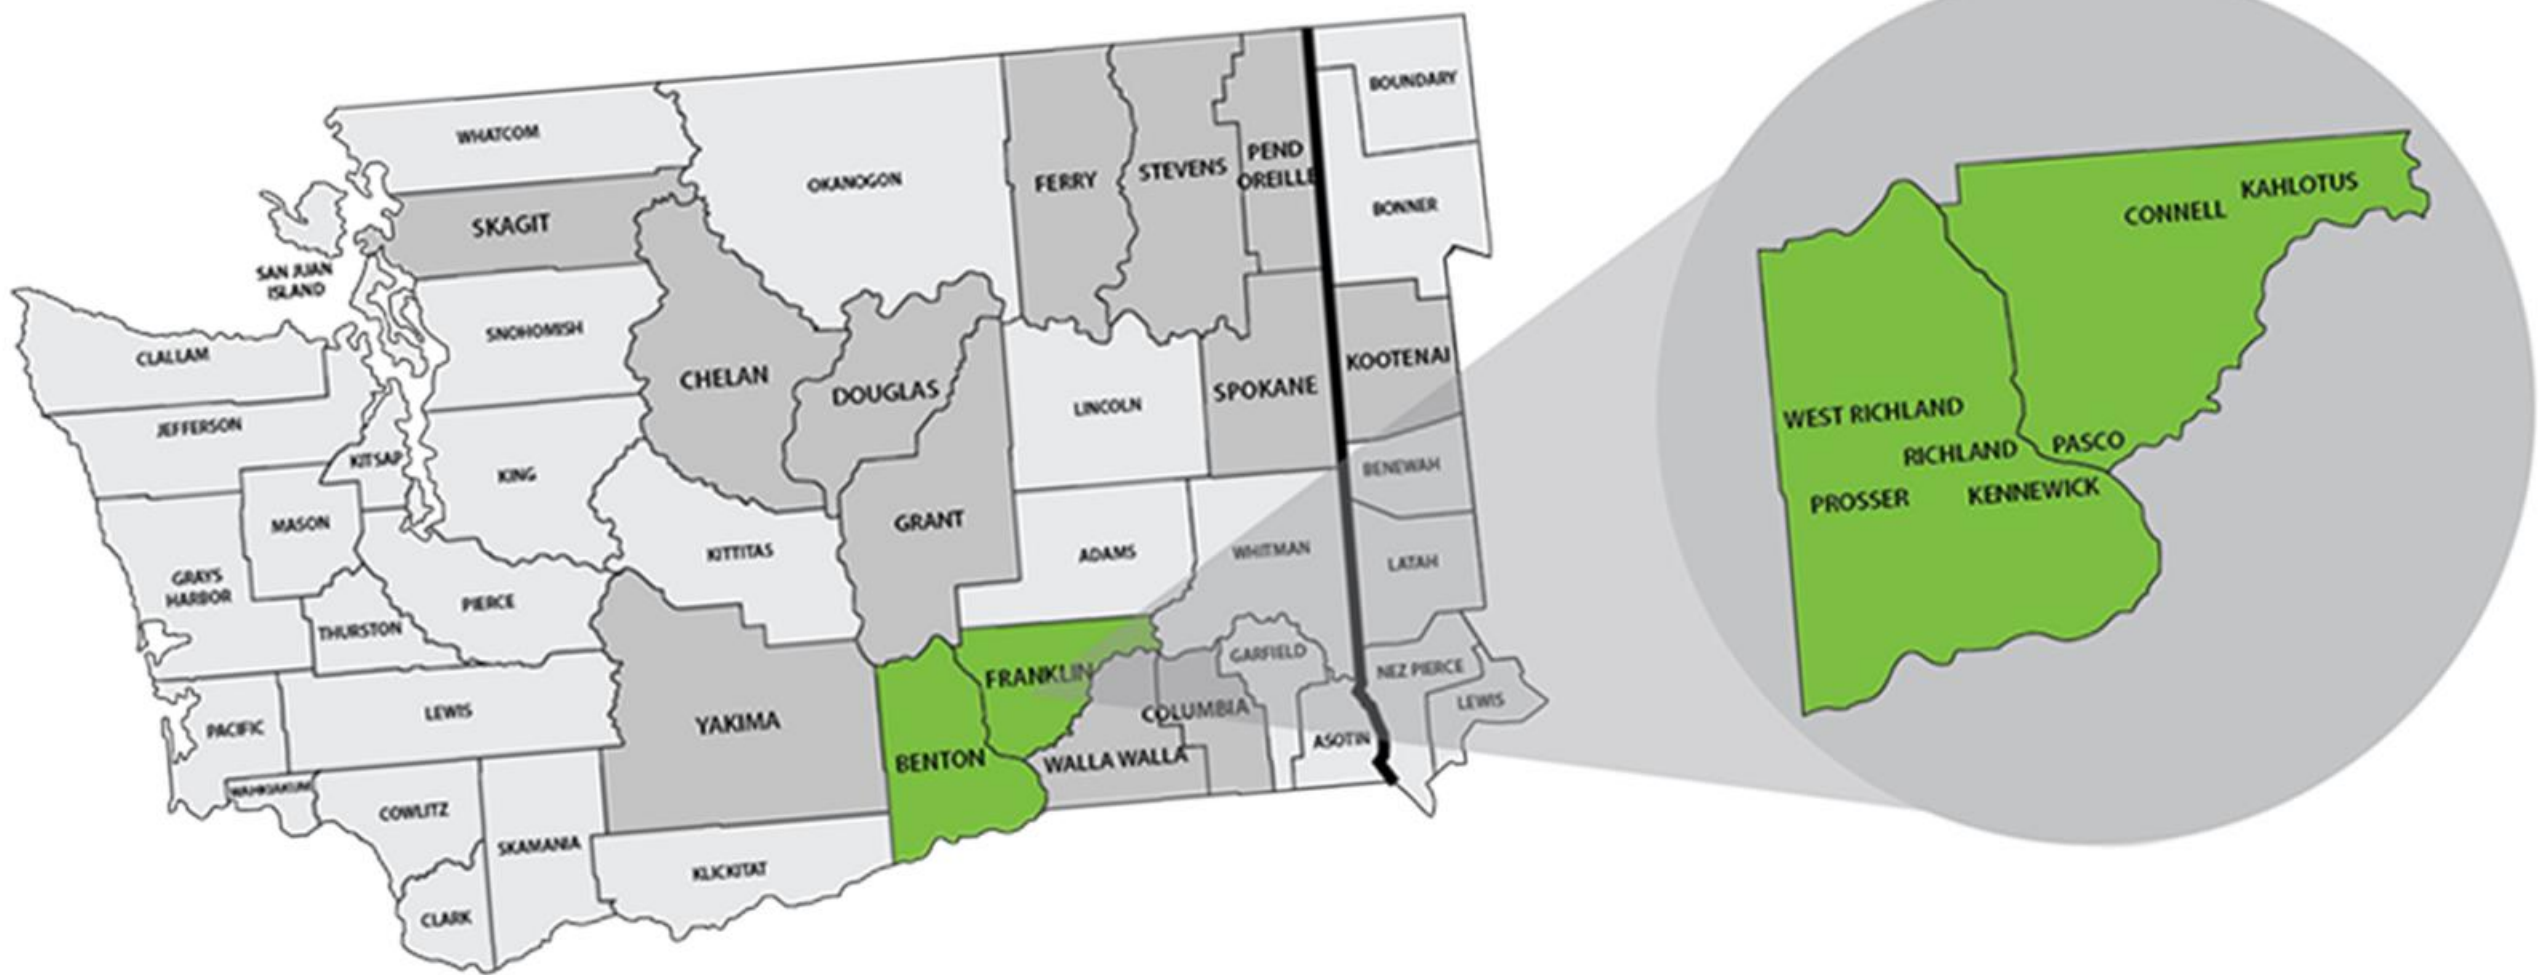 WHATCOM
OKANOGON
FERRY
STEVENS
PEND
OREILLE
BOUNDARY
BONNER
SKAGIT
SAN JUAN
ISLAND
SNOHOMISH
CLALLAM
JEFFERSON
CHELAN
DOUGLAS
LINCOLN
SPOKANE
KOOTENAI
KITSAP
KING
MASON
GRANT
KITTITAS
ADAMS
WHITMAN
BENEWAH
LATAH
GRAYS
HARBOR
THURSTON
PIERCE
FRANKLIN
GARFIELD
NEZ PIERCE
LEWIS
PACIFIC
LEWIS
YAKIMA
BENTON
COLUMBIA
WALLA WALLA
ASOTIN
WAHKIAKUM
COWLITZ
SKAMANIA
KLICKITAT
CLARK
KAHLOTUS
CONNELL
WEST RICHLAND
RICHLAND
PASCO
PROSSER
KENNEWICK